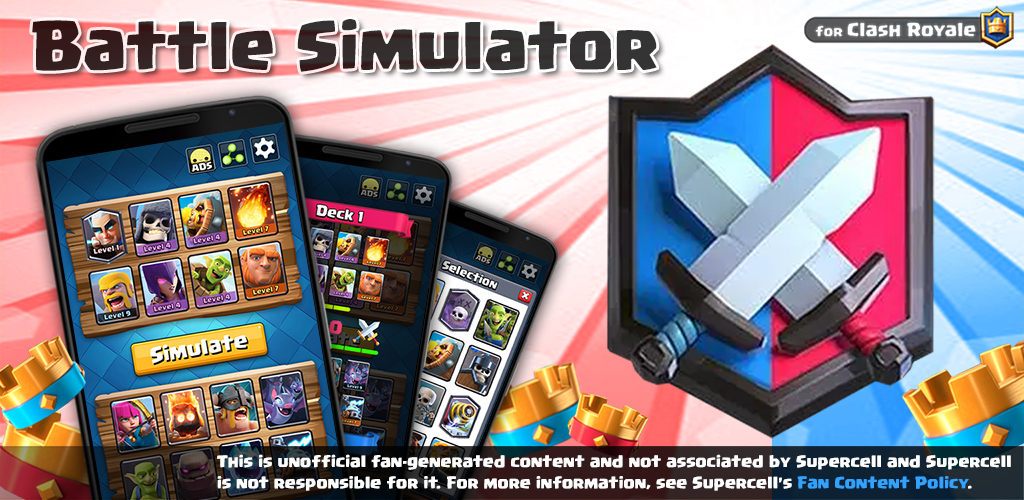 Battle Simulator
for Clash Royale
ADS
Level 1
Level 4
Level 4
Level 7
Level 9
Level 4
Level 4
Level 7
Simulate
ADS
Deck 1
ADS
Selection
This is unofficial fan-generated content and not associated by Supercell and Supercell
is not responsible for it. For more information, see Supercell's Fan Content Policy.